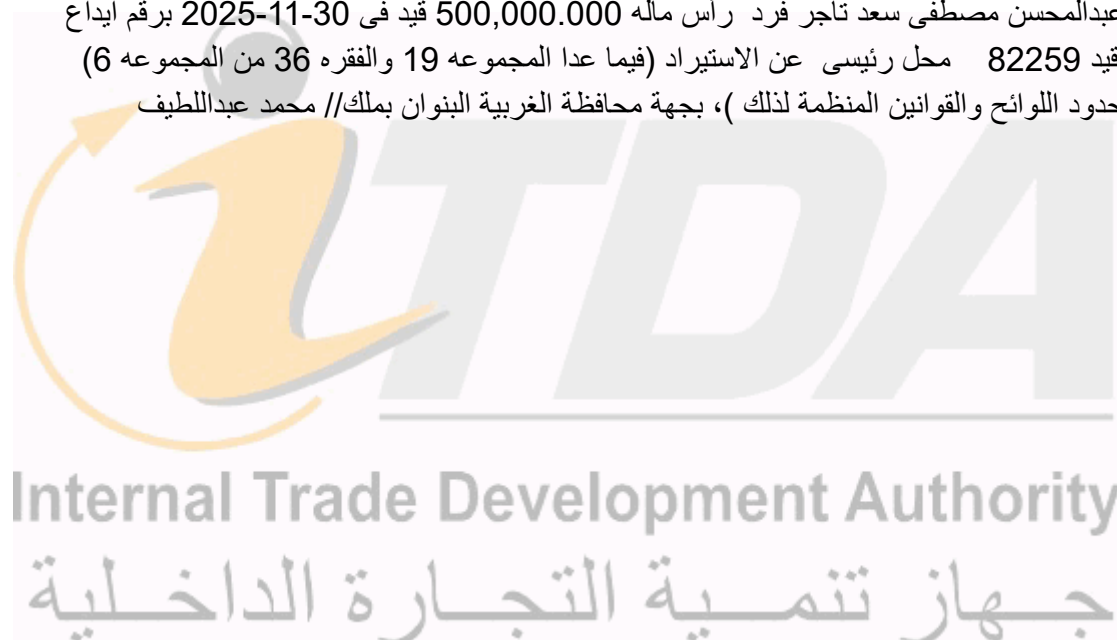 عبدالمحسن مصطفى سعد تاجر فرد رأس ماله 500,000.000 قيد فى 30-11-2025 برقم ايداع
قيد 82259 محل رئيسى عن الاستيراد (فيما عدا المجموعه 19 والفقره 36 من المجموعه 6)
حدود اللوائح والقوانين المنظمة لذلك )، بجهة محافظة الغربية البنوان بملك// محمد عبداللطيف
iTDA
Internal Trade Development Authority
جهاز تنمية التجارة الداخلية